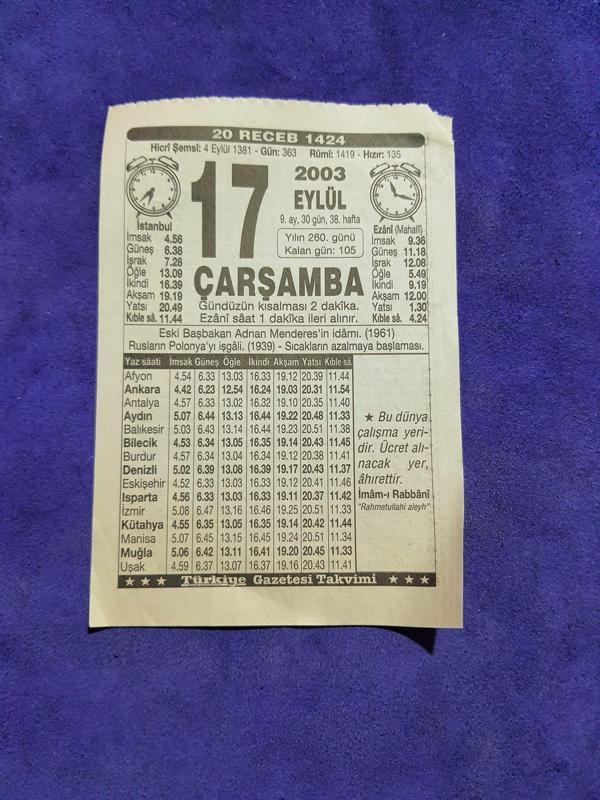 20 RECEB 1424
Hicrî Şemsî: 4 Eylül 1381 - Gün: 363 Rûmî: 1419 - Hızır: 135
17
2003
EYLÜL
9. ay, 30 gün, 38. hafta
Yılın 260. günü
Kalan gün: 105
ÇARŞAMBA
Gündüzün kısalması 2 dakîka.
Ezânî sâat 1 dakîka ileri alınır.
İstanbul
İmsak 4.56
Güneş 6.38
İşrak 7.28
Öğle 13.09
İkindi 16.39
Akşam 19.19
Yatsı 20.49
Kıble sâ. 11.44
Ezânî (Mahallî)
İmsak 9.36
Güneş 11.18
İşrak 12.08
Öğle 5.49
İkindi 9.19
Akşam 12.00
Yatsı 1.30
Kıble sâ. 4.24
Eski Başbakan Adnan Menderes'in idâmı. (1961)
Rusların Polonya'yı işgâli. (1939) - Sıcakların azalmaya başlaması.
Yaz sâati İmsak Güneş Öğle İkindi Akşam Yatsı Kıble sâ.
Afyon 4.54 6.33 13.03 16.33 19.12 20.39 11.44
Ankara 4.42 6.23 12.54 16.24 19.03 20.31 11.54
Antalya 4.57 6.33 13.02 16.32 19.10 20.35 11.40
Aydın 5.07 6.44 13.13 16.44 19.22 20.48 11.33
Balıkesir 5.03 6.43 13.14 16.44 19.23 20.51 11.38
Bilecik 4.53 6.34 13.05 16.35 19.14 20.43 11.45
Burdur 4.57 6.34 13.04 16.34 19.12 20.38 11.41
Denizli 5.02 6.39 13.08 16.39 19.17 20.43 11.37
Eskişehir 4.52 6.33 13.03 16.33 19.12 20.41 11.46
Isparta 4.56 6.33 13.03 16.33 19.11 20.37 11.42
İzmir 5.08 6.47 13.16 16.46 19.25 20.51 11.33
Kütahya 4.55 6.35 13.05 16.35 19.14 20.42 11.44
Manisa 5.07 6.45 13.15 16.45 19.24 20.51 11.34
Muğla 5.06 6.42 13.11 16.41 19.20 20.45 11.33
Uşak 4.59 6.37 13.07 16.37 19.16 20.43 11.41
★ Bu dünya
çalışma yeri-
dir. Ücret alı-
nacak yer,
âhırettir.
İmâm-ı Rabbânî
"Rahmetullahi aleyh"
★ ★ ★ Türkiye Gazetesi Takvimi ★ ★ ★